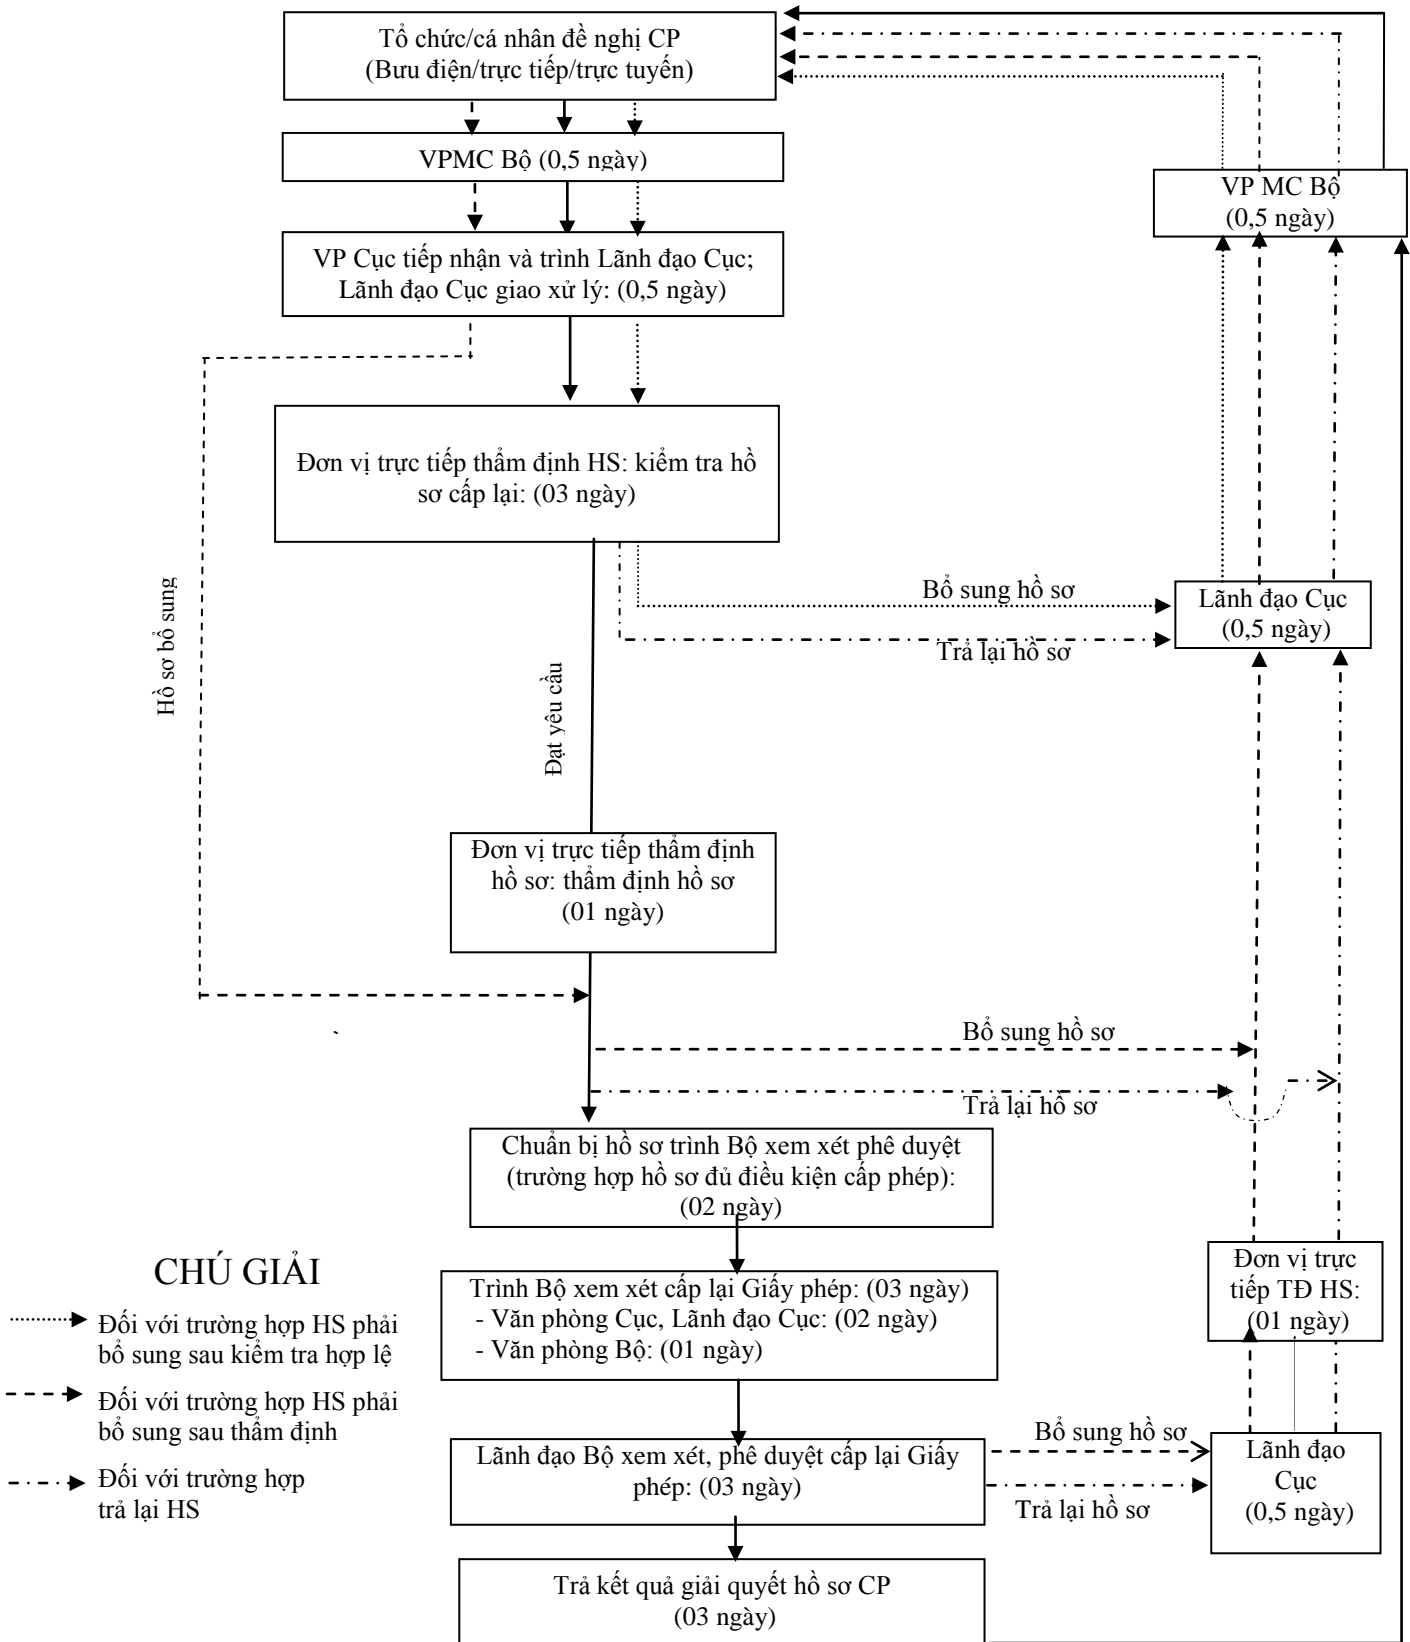 Tổ chức/cá nhân đề nghị CP
(Bưu điện/trực tiếp/trực tuyến)
VPMC Bộ (0,5 ngày)
VP MC Bộ
(0,5 ngày)
VP Cục tiếp nhận và trình Lãnh đạo Cục;
Lãnh đạo Cục giao xử lý: (0,5 ngày)
Đơn vị trực tiếp thẩm định HS: kiểm tra hồ
sơ cấp lại: (03 ngày)
Hồ sơ bổ sung
Bổ sung hồ sơ
Trả lại hồ sơ
Lãnh đạo Cục
(0,5 ngày)
Đạt yêu cầu
Đơn vị trực tiếp thẩm định
hồ sơ: thẩm định hồ sơ
(01 ngày)
Bổ sung hồ sơ
Trả lại hồ sơ
Chuẩn bị hồ sơ trình Bộ xem xét phê duyệt
(trường hợp hồ sơ đủ điều kiện cấp phép):
(02 ngày)
Đơn vị trực
tiếp TĐ HS:
(01 ngày)
Trình Bộ xem xét cấp lại Giấy phép: (03 ngày)
- Văn phòng Cục, Lãnh đạo Cục: (02 ngày)
- Văn phòng Bộ: (01 ngày)
Lãnh đạo Bộ xem xét, phê duyệt cấp lại Giấy
phép: (03 ngày)
Bổ sung hồ sơ
Trả lại hồ sơ
Lãnh đạo
Cục
(0,5 ngày)
Trả kết quả giải quyết hồ sơ CP
(03 ngày)
CHÚ GIẢI
Đối với trường hợp HS phải
bổ sung sau kiểm tra hợp lệ
Đối với trường hợp HS phải
bổ sung sau thẩm định
Đối với trường hợp
trả lại HS